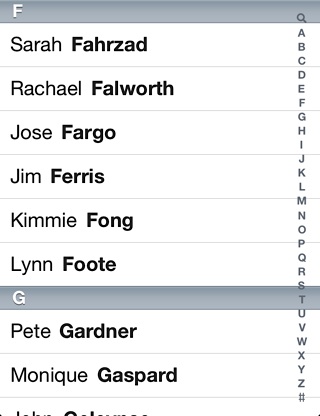 F
Sarah Fahrzad
Rachael Falworth
Jose Fargo
Jim Ferris
Kimmie Fong
Lynn Foote
G
Pete Gardner
Monique Gaspard
A
B
C
D
E
F
G
H
I
J
K
L
M
N
O
P
Q
R
S
T
U
V
W
X
Y
Z
#